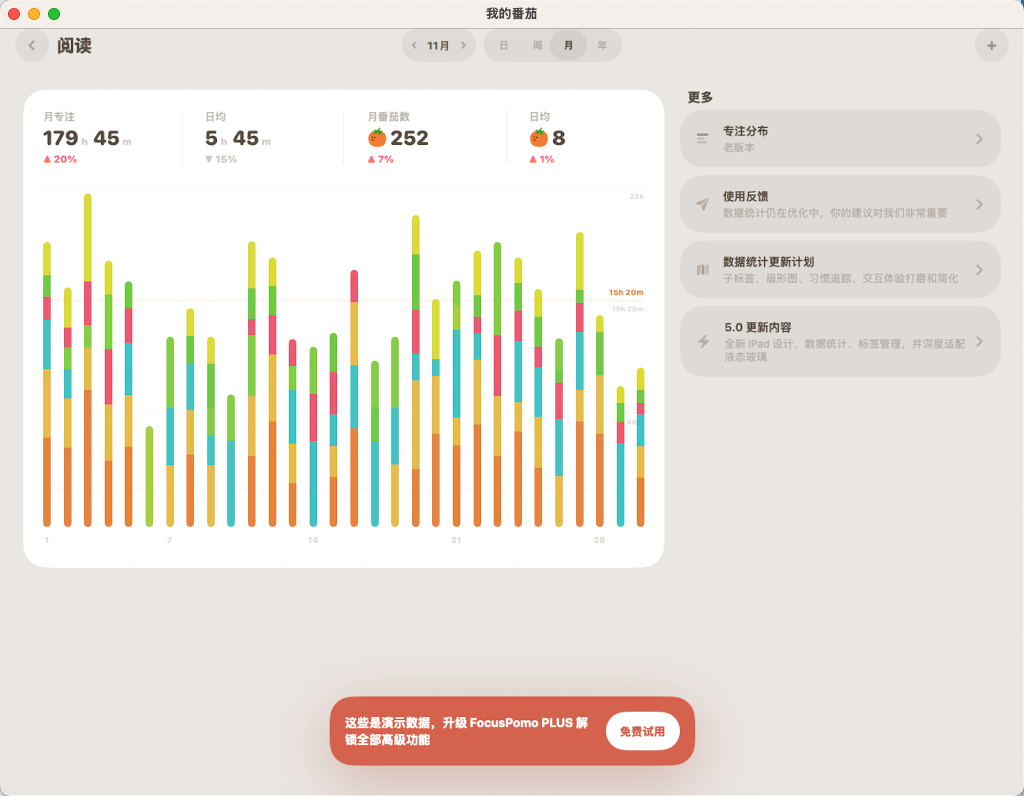 我的番茄
阅读
11月
日 周 月 年
月专注
179 h 45 m
20%
日均
5 h 45 m
15%
月番茄数
252
7%
日均
8
1%
23h
15h 20m
15h 20m
1 7 14 21 28
更多
专注分布
老版本
使用反馈
数据统计仍在优化中，你的建议对我们非常重要
数据统计更新计划
子标签、扇形图、习惯追踪、交互体验打磨和简化
5.0 更新内容
全新 iPad 设计、数据统计、标签管理，并深度适配
液态玻璃
这些是演示数据，升级 FocusPomo PLUS 解
锁全部高级功能
免费试用